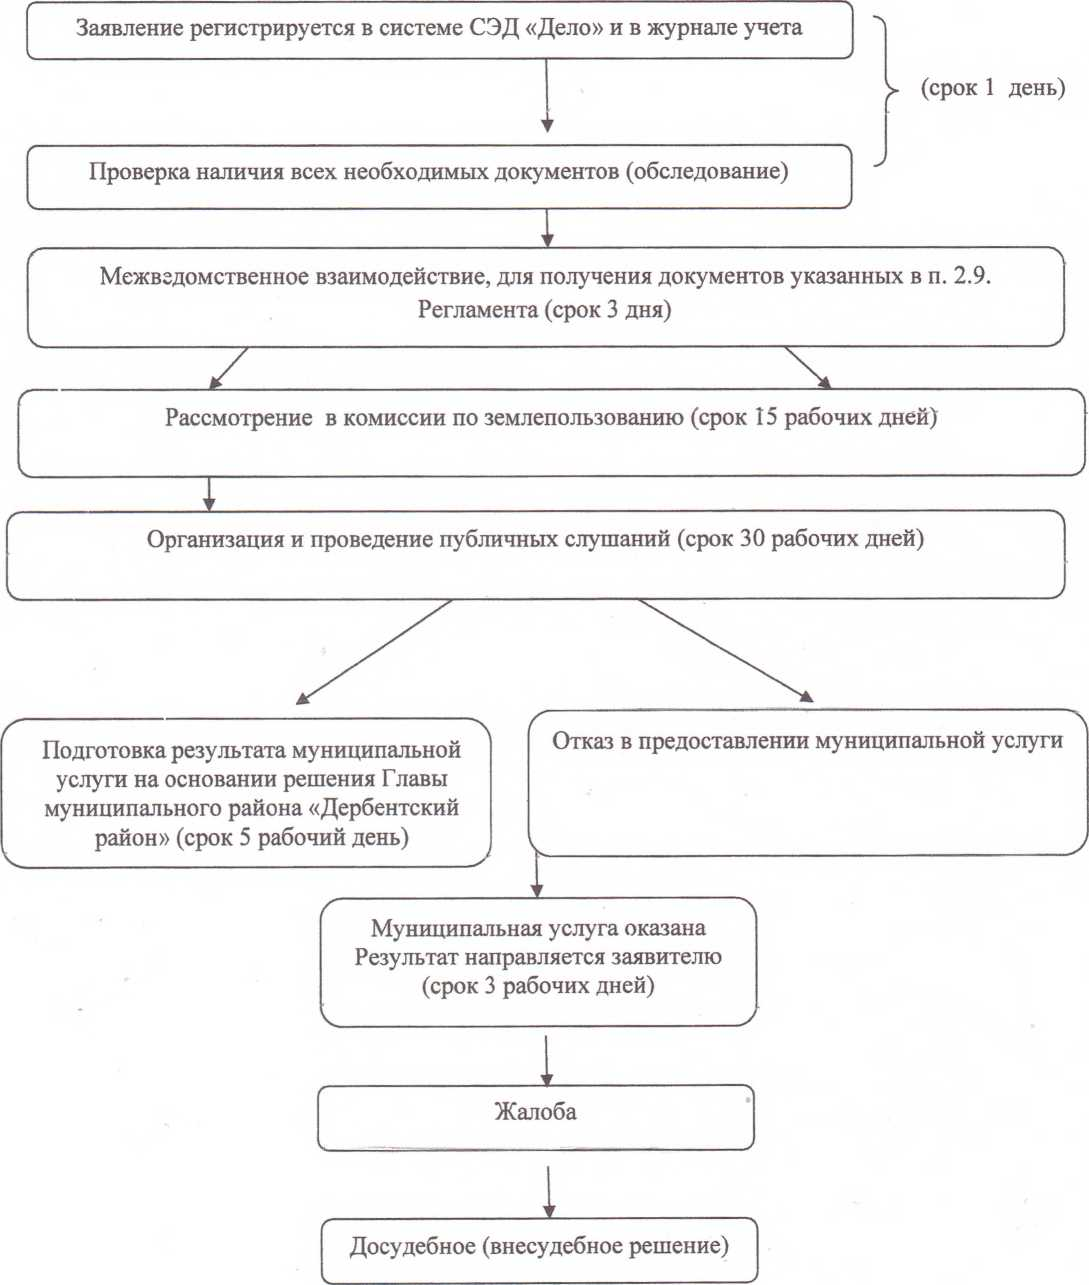 Заявление регистрируется в системе СЭД «Дело» и в журнале учета
(срок 1 день)
Проверка наличия всех необходимых документов (обследование)
Межведомственное взаимодействие, для получения документов указанных в п. 2.9.
Регламента (срок 3 дня)
Рассмотрение в комиссии по землепользованию (срок 15 рабочих дней)
Организация и проведение публичных слушаний (срок 30 рабочих дней)
Подготовка результата муниципальной
услуги на основании решения Главы
муниципального района «Дербентский
район» (срок 5 рабочий день)
Отказ в предоставлении муниципальной услуги
Муниципальная услуга оказана
Результат направляется заявителю
(срок 3 рабочих дней)
Жалоба
Досудебное (внесудебное решение)